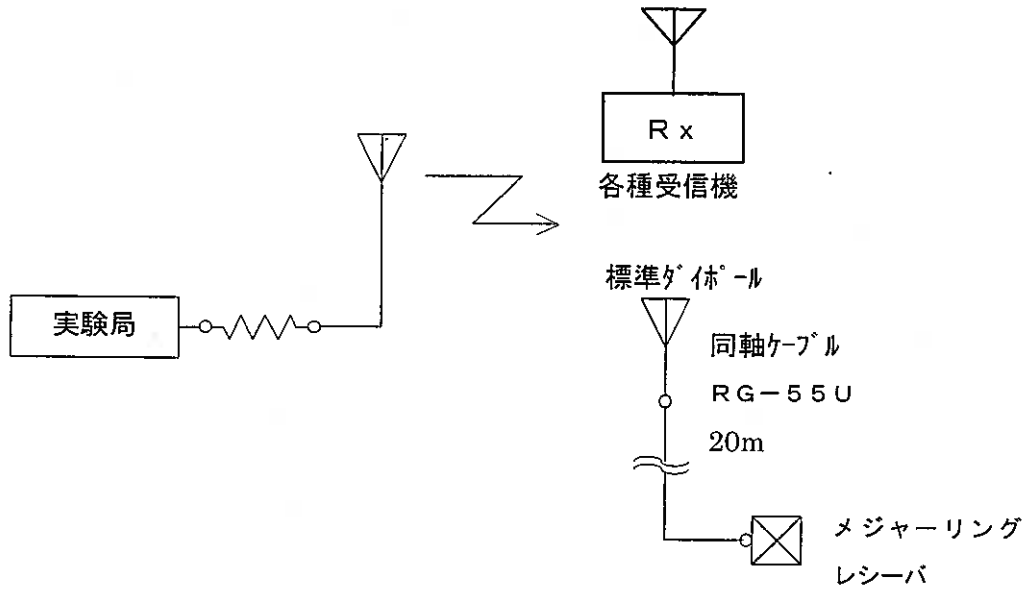 Rx
各種受信機
実験局
標準ﾀﾞｲﾎﾟｰﾙ
同軸ｹｰﾌﾞﾙ
RG-55U
20m
メジャーリング
レシーバ